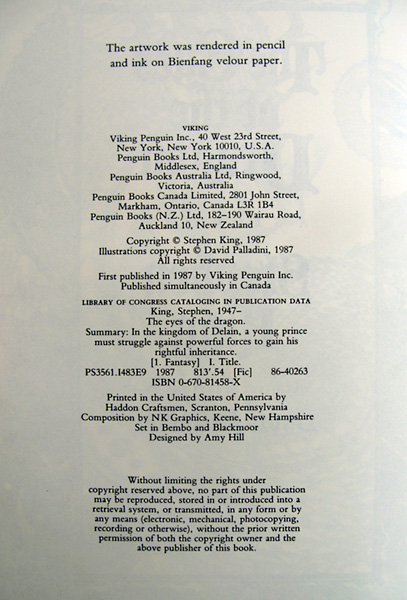 The artwork was rendered in pencil
and ink on Bienfang velour paper.
VIKING
Viking Penguin Inc., 40 West 23rd Street,
New York, New York 10010, U.S.A.
Penguin Books Ltd, Harmondsworth,
Middlesex, England
Penguin Books Australia Ltd, Ringwood,
Victoria, Australia
Penguin Books Canada Limited, 2801 John Street,
Markham, Ontario, Canada L3R 1B4
Penguin Books (N.Z.) Ltd, 182–190 Wairau Road,
Auckland 10, New Zealand
Copyright © Stephen King, 1987
Illustrations copyright © David Palladini, 1987
All rights reserved
First published in 1987 by Viking Penguin Inc.
Published simultaneously in Canada
LIBRARY OF CONGRESS CATALOGING IN PUBLICATION DATA
King, Stephen, 1947–
The eyes of the dragon.
Summary: In the kingdom of Delain, a young prince
must struggle against powerful forces to gain his
rightful inheritance.
[1. Fantasy] I. Title.
PS3561.I483E9 1987 813'.54 [Fic] 86-40263
ISBN 0-670-81458-X
Printed in the United States of America by
Haddon Craftsmen, Scranton, Pennsylvania
Composition by NK Graphics, Keene, New Hampshire
Set in Bembo and Blackmoor
Designed by Amy Hill
Without limiting the rights under
copyright reserved above, no part of this publication
may be reproduced, stored in or introduced into a
retrieval system, or transmitted, in any form or by
any means (electronic, mechanical, photocopying,
recording or otherwise), without the prior written
permission of both the copyright owner and the
above publisher of this book.